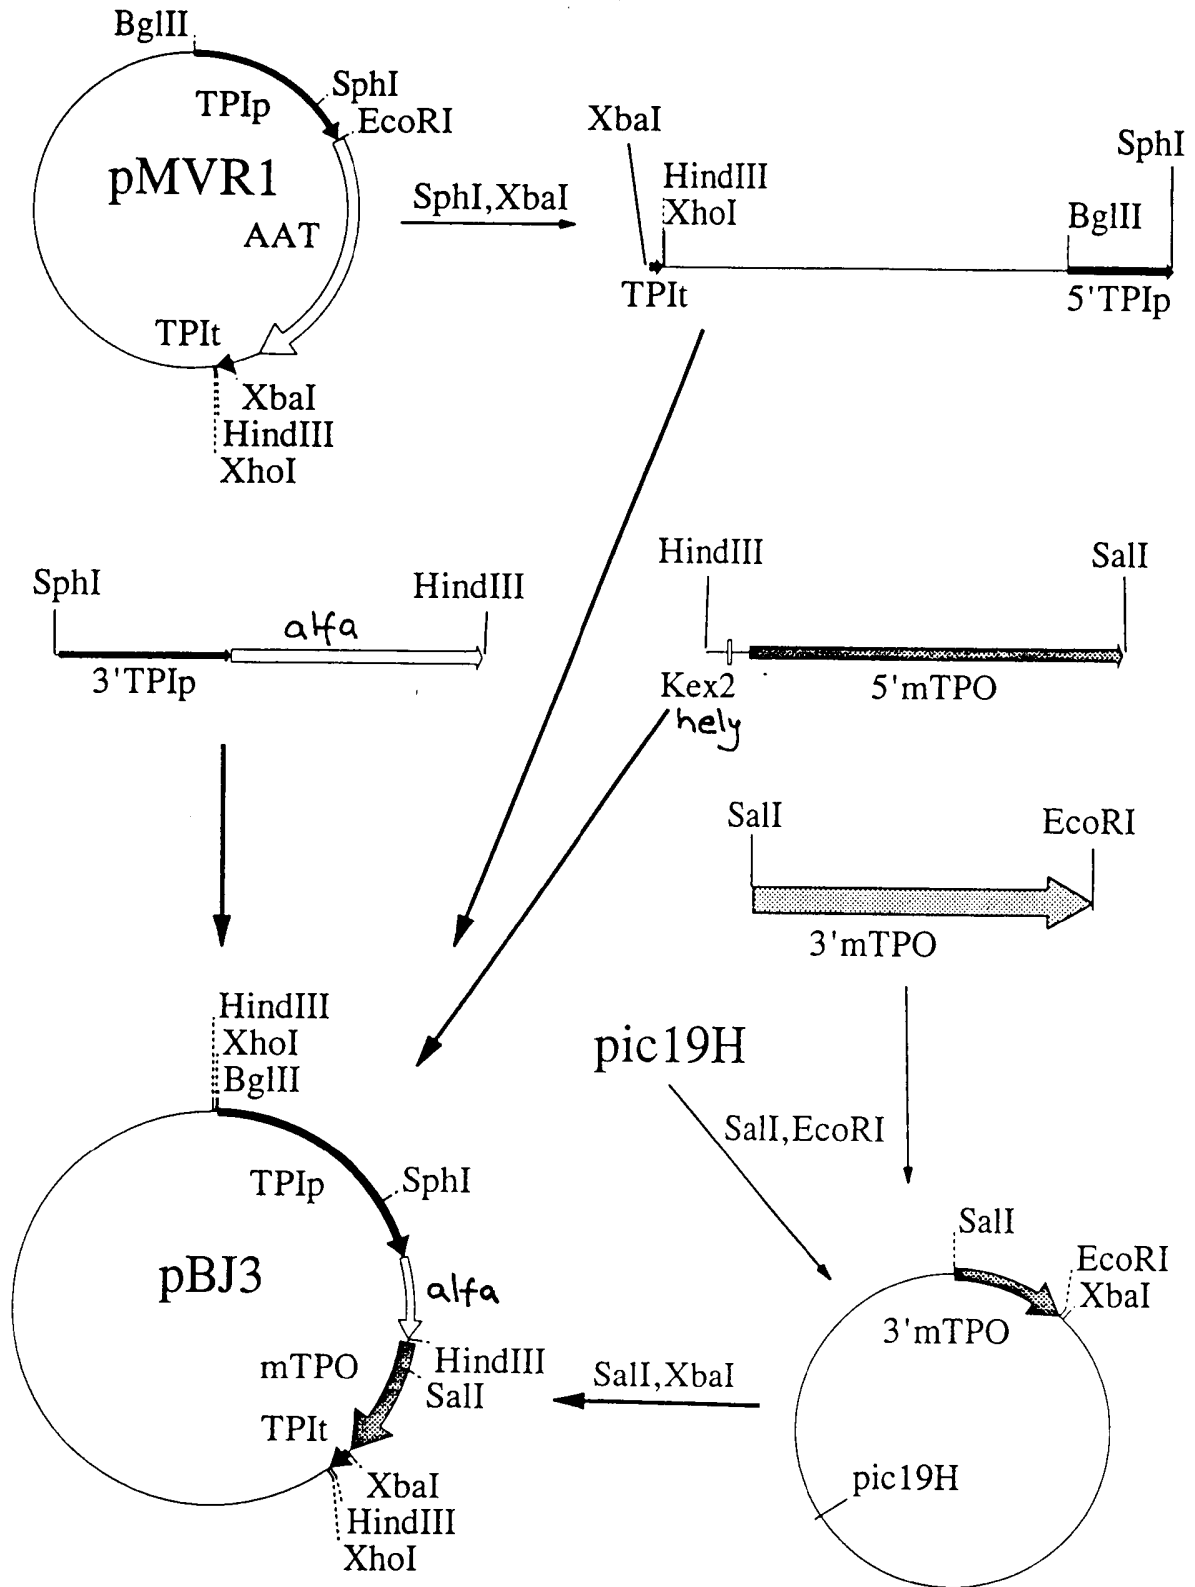 BglII
SphI
TPIp
EcoRI
pMVR1
AAT
TPIt
XbaI
HindIII
XhoI
SphI,XbaI
XbaI
SphI
HindIII
XhoI
BglII
TPIt
5'TPIp
SphI
HindIII
alfa
3'TPIp
HindIII
SalI
Kex2
hely
5'mTPO
SalI
EcoRI
3'mTPO
pic19H
SalI,EcoRI
HindIII
XhoI
BglII
TPIp
SphI
pBJ3
alfa
mTPO
HindIII
SalI
TPIt
XbaI
HindIII
XhoI
SalI,XbaI
SalI
EcoRI
XbaI
3'mTPO
pic19H